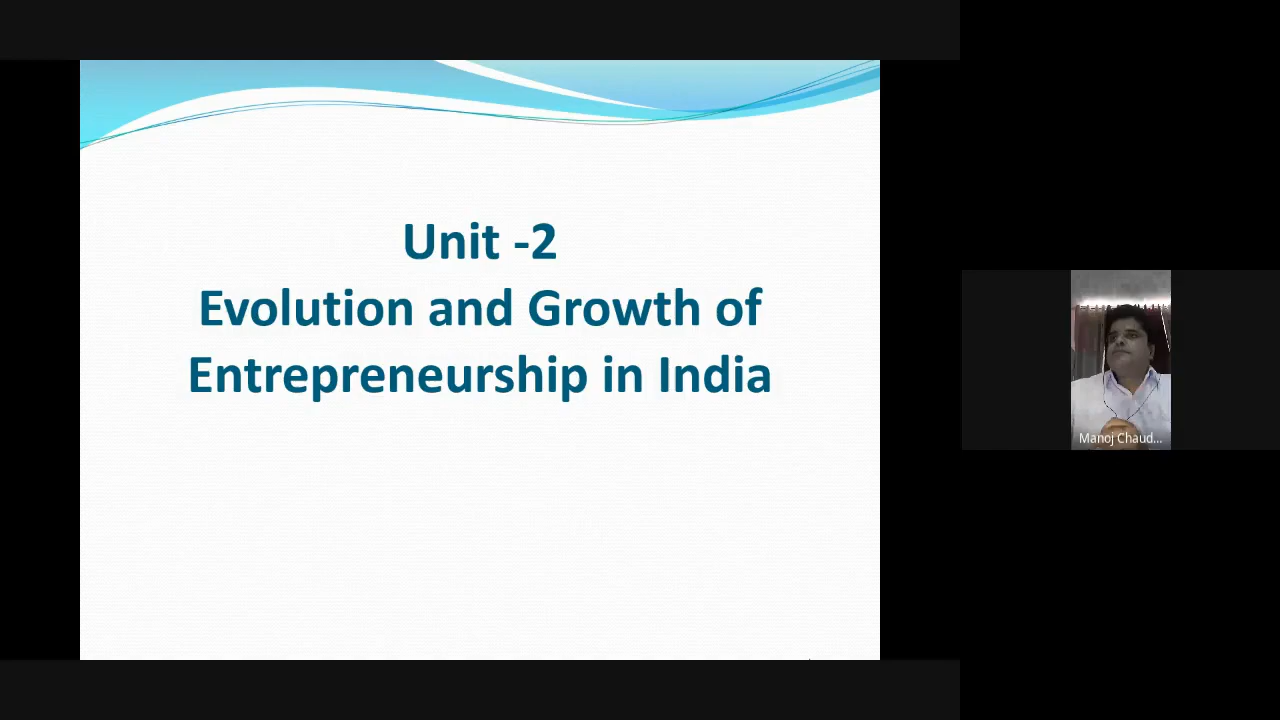 Unit -2
Evolution and Growth of
Entrepreneurship in India
Manoj Chaud...